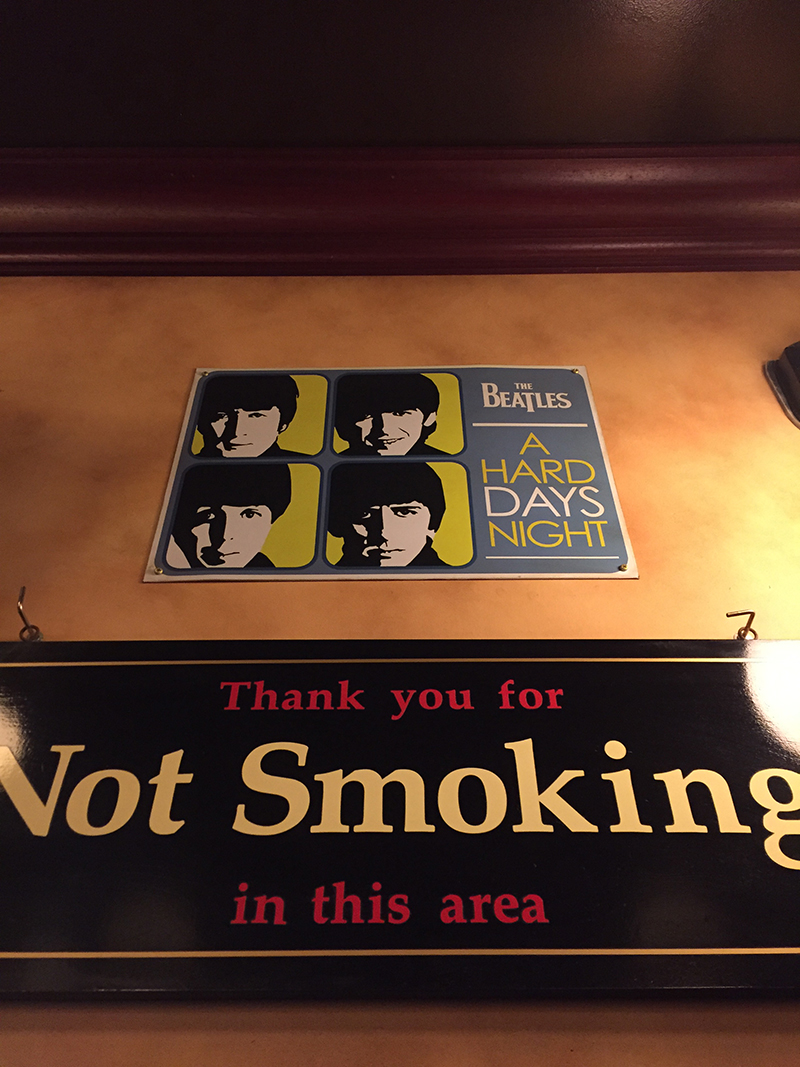 THE
BEATLES
A
HARD
DAYS
NIGHT
Thank you for
Not Smoking
in this area